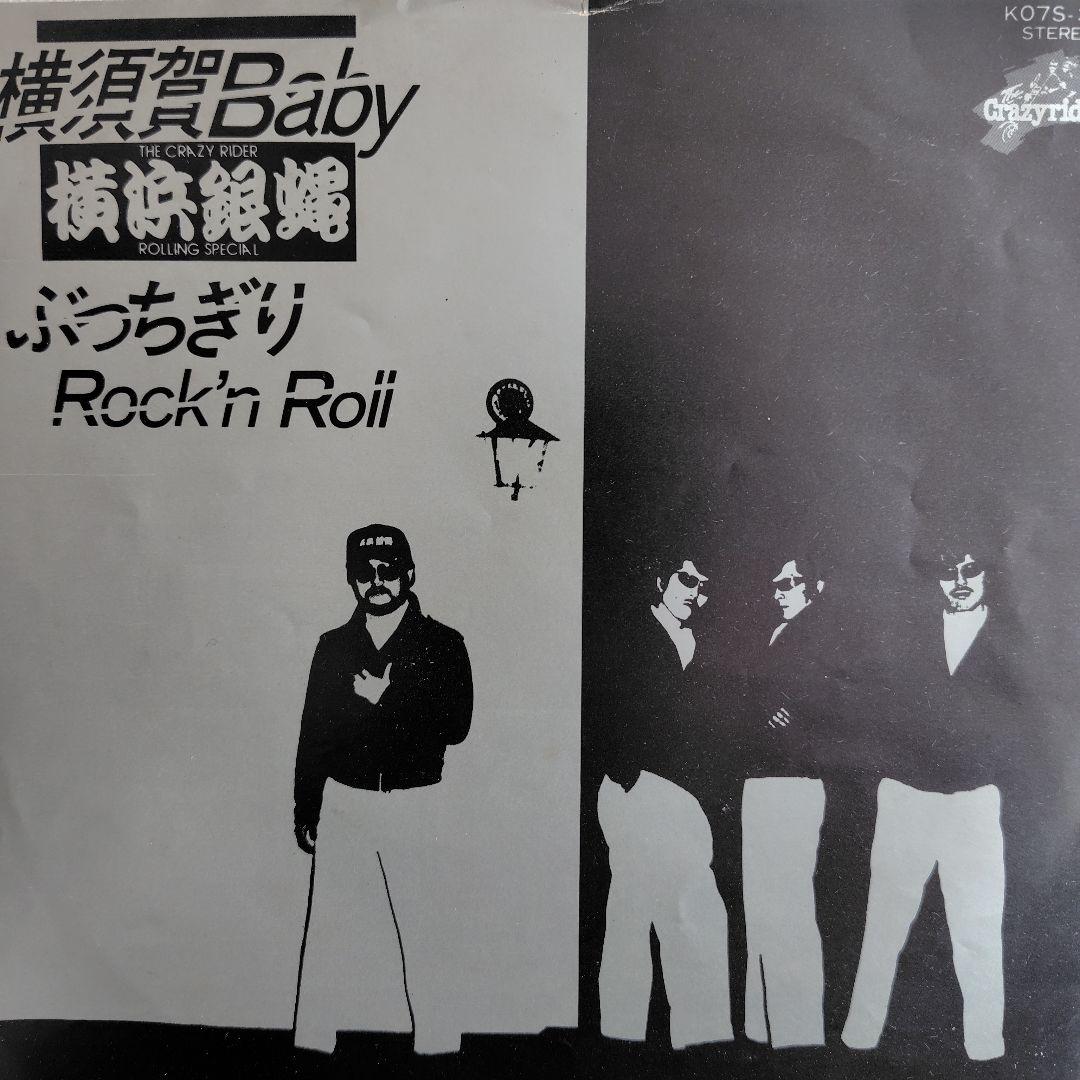 横須賀Baby
THE CRAZY RIDER
横浜銀蝿
ROLLING SPECIAL
ぶっちぎり
Rock'n Roll
K07S-
STERE
The
Crazyrid